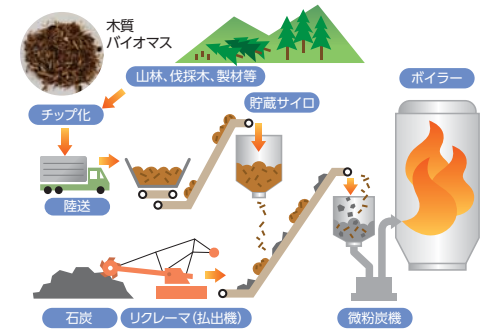 木質
バイオマス
山林、伐採木、製材等
ボイラー
チップ化
貯蔵サイロ
陸送
石炭
リクレーマ（払出機）
微粉炭機